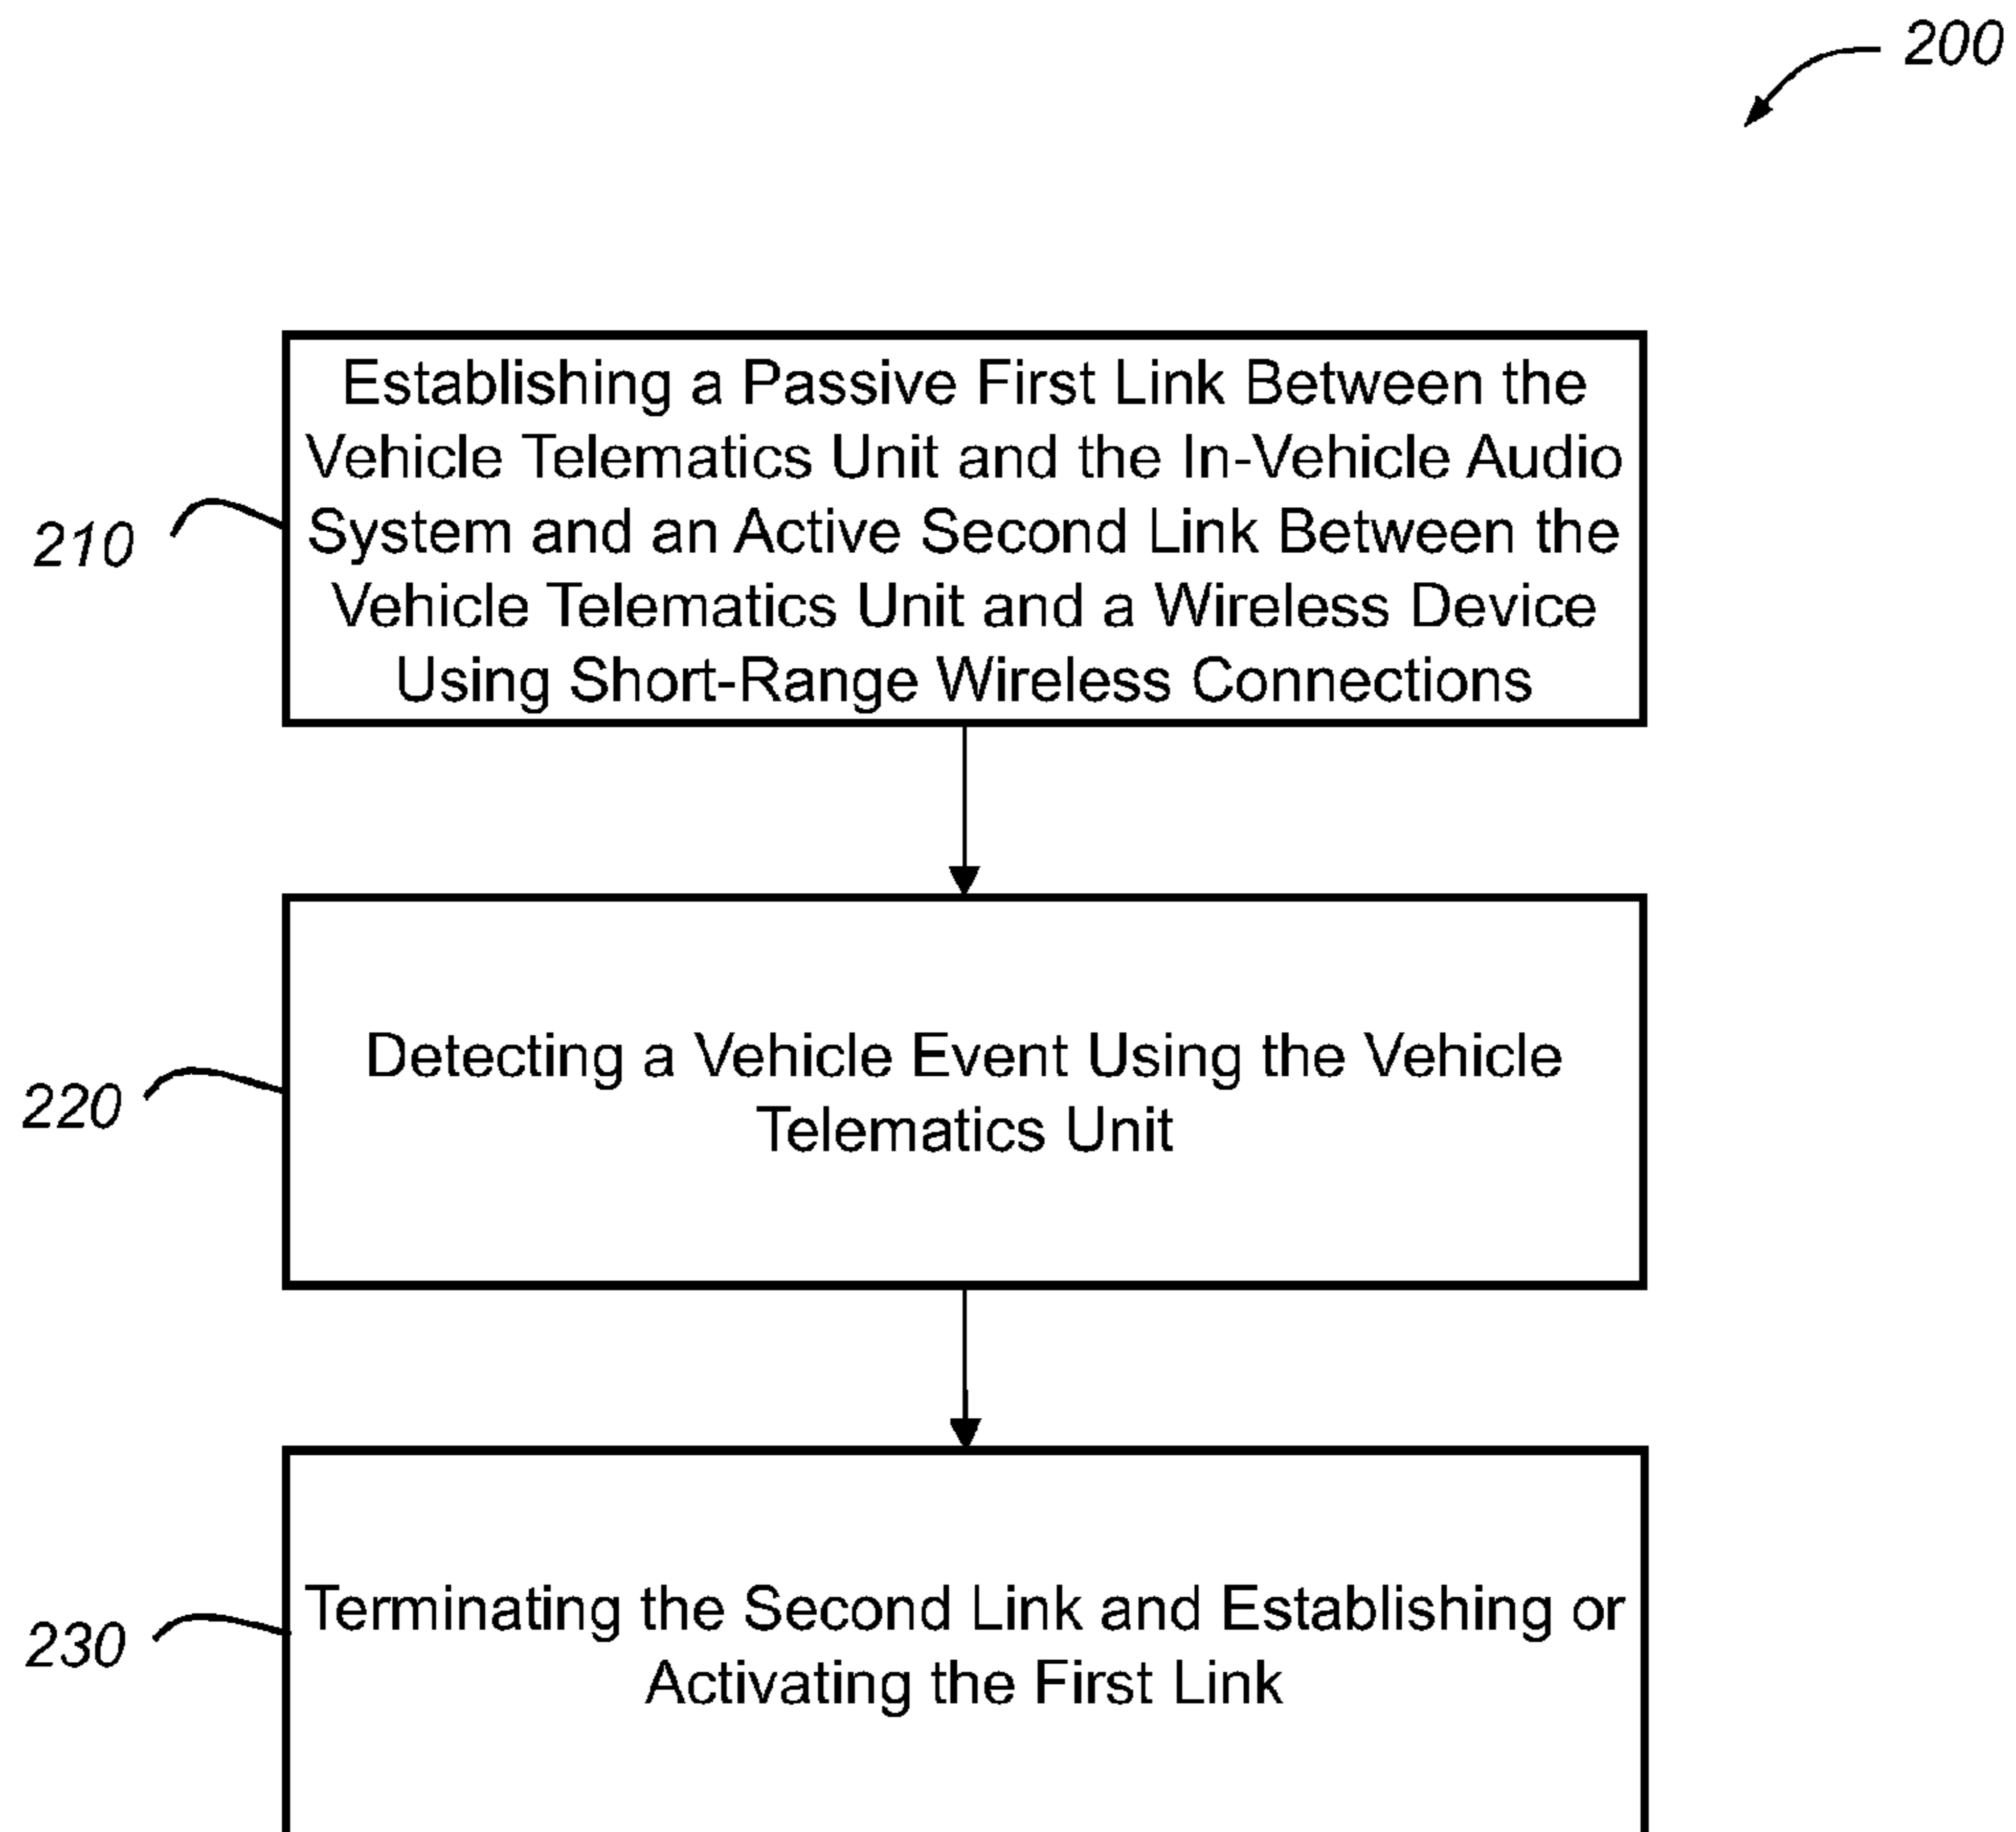 200
Establishing a Passive First Link Between the
Vehicle Telematics Unit and the In-Vehicle Audio
System and an Active Second Link Between the
Vehicle Telematics Unit and a Wireless Device
Using Short-Range Wireless Connections
210
Detecting a Vehicle Event Using the Vehicle
Telematics Unit
220
Terminating the Second Link and Establishing or
Activating the First Link
230